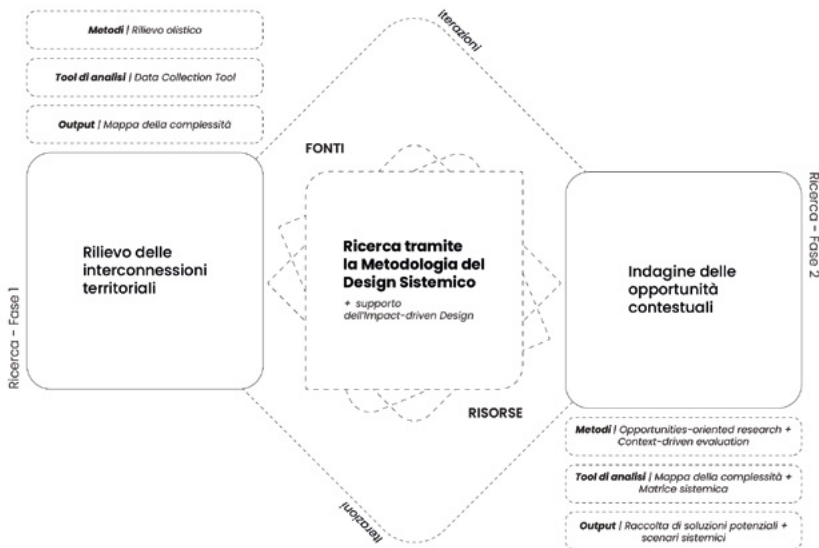 Metodi | Rilievo olistico
Tool di analisi | Data Collection Tool
Output | Mappa della complessità
Ricerca - Fase 1
Rilievo delle
interconnessioni
territoriali
iterazioni
FONTI
Ricerca tramite
la Metodologia del
Design Sistemico
+ supporto
dell'Impact-driven Design
RISORSE
Iterazioni
Ricerca - Fase 2
Indagine delle
opportunità
contestuali
Metodi | Opportunities-oriented research +
Context-driven evaluation
Tool di analisi | Mappa della complessità +
Matrice sistemica
Output | Raccolta di soluzioni potenziali +
scenari sistemici